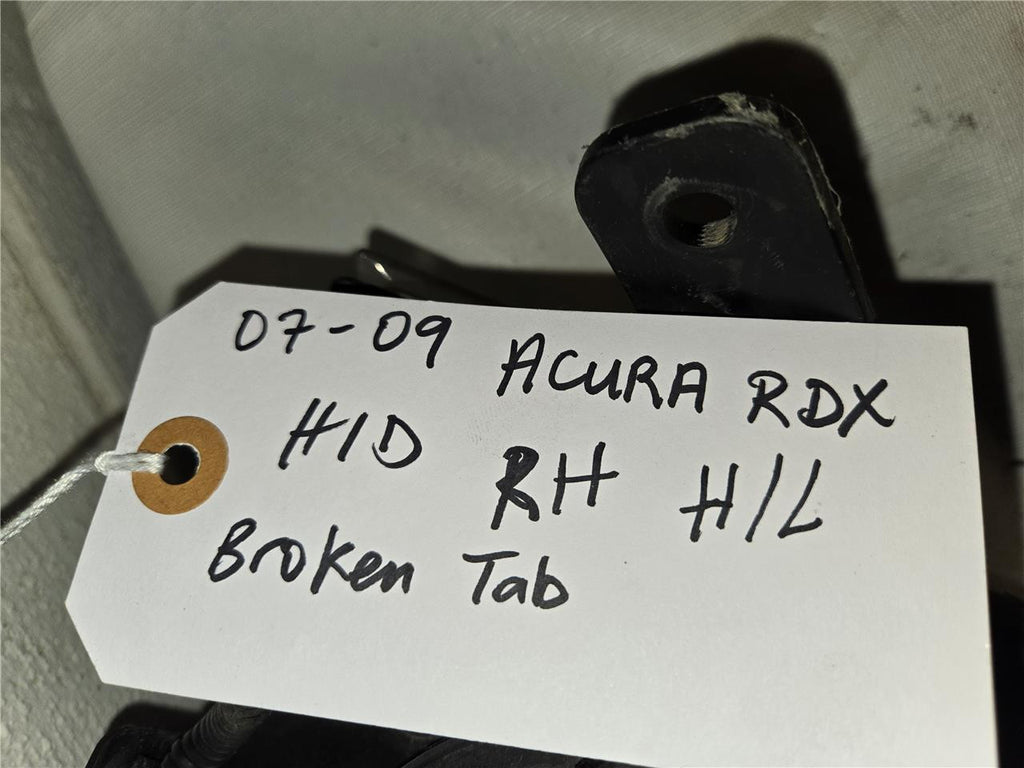 07-09 ACURA RDX
HID RH H/L
Broken Tab